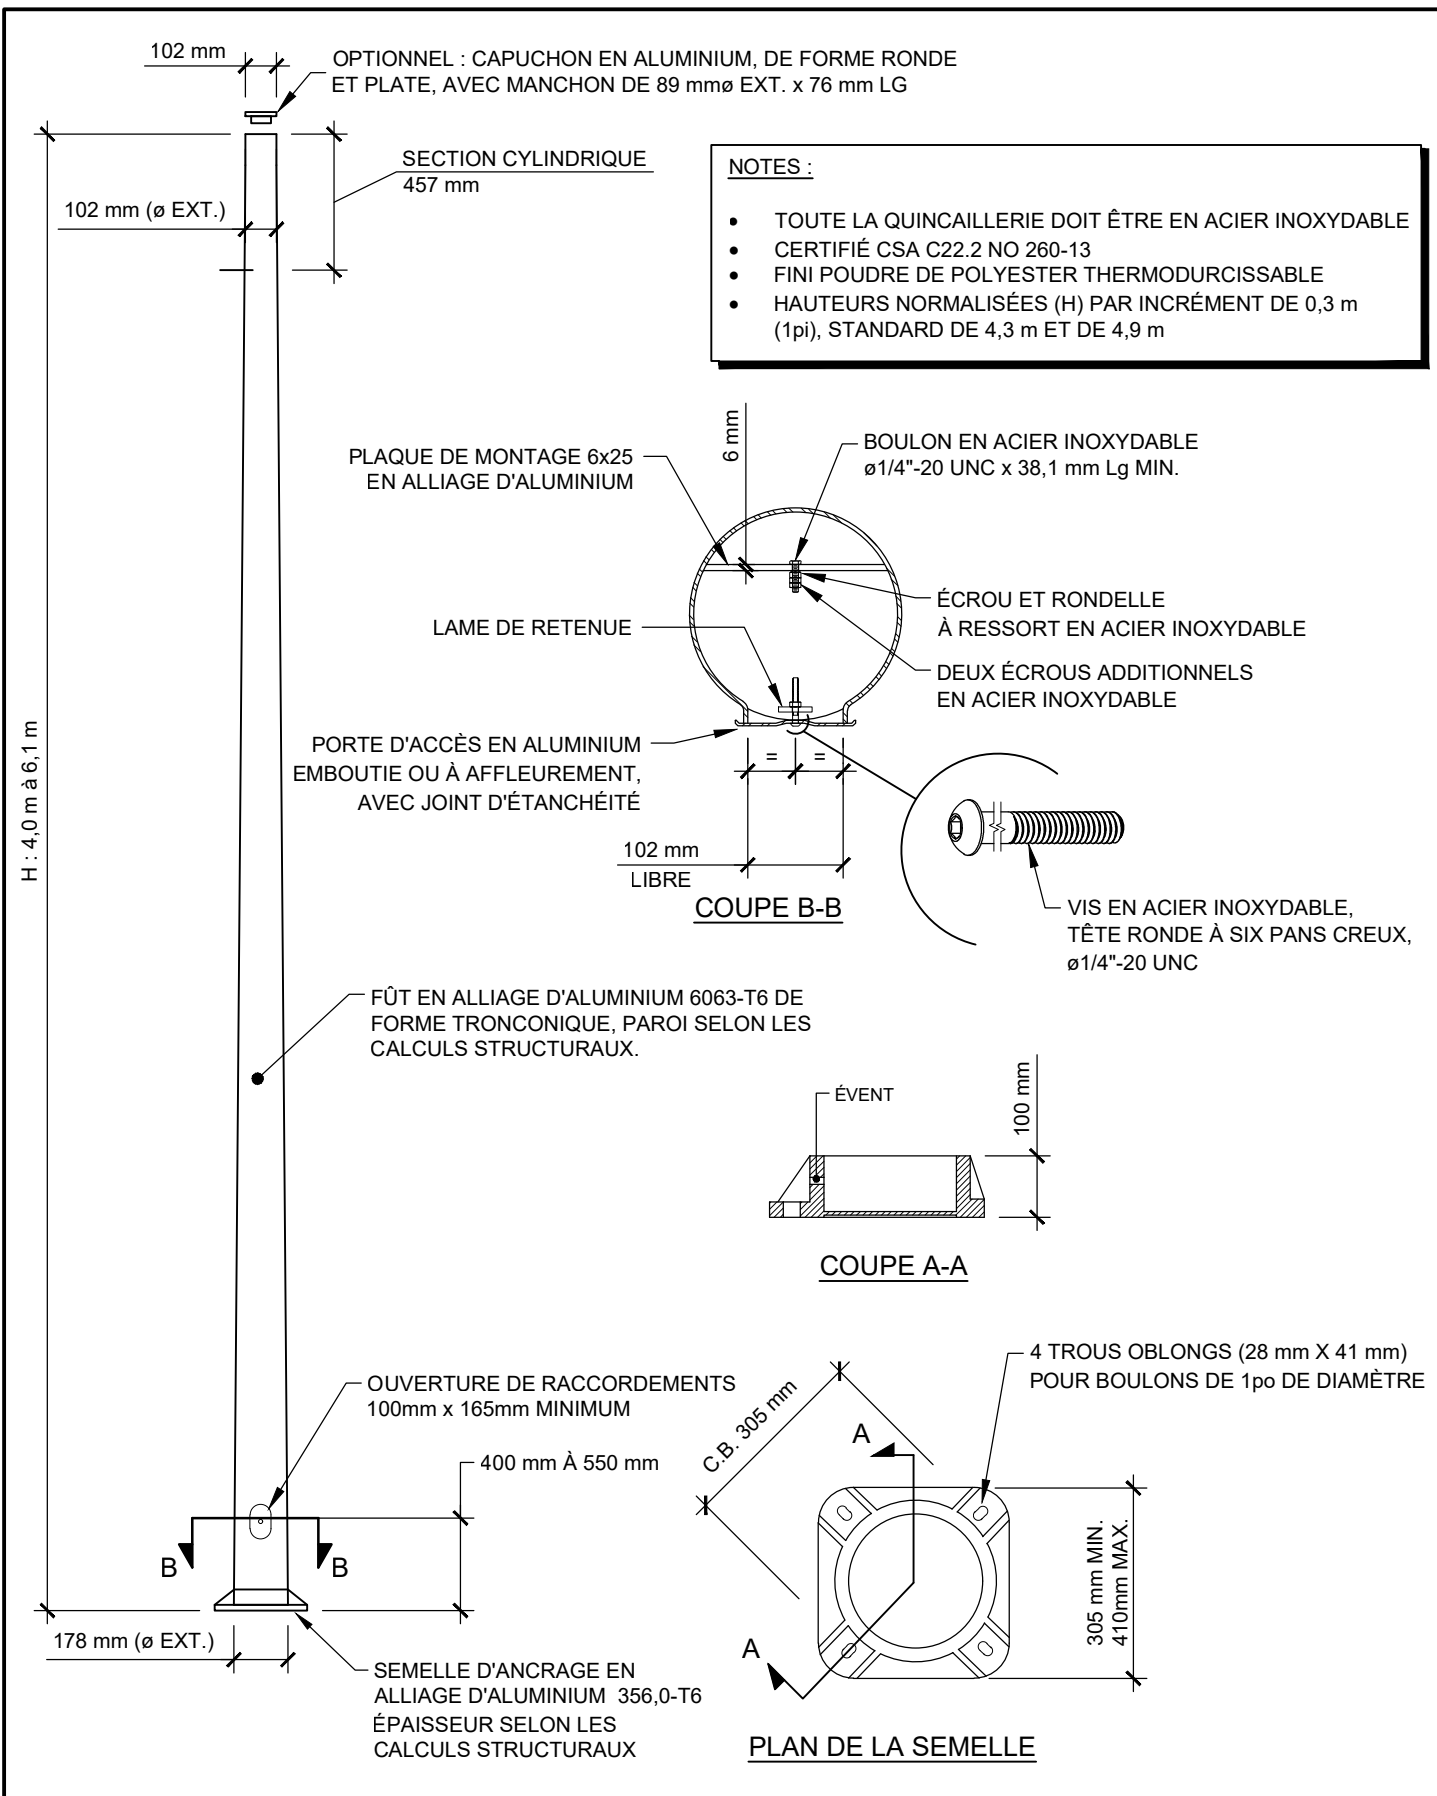 102 mm
OPTIONNEL : CAPUCHON EN ALUMINIUM, DE FORME RONDE
ET PLATE, AVEC MANCHON DE 89 mmø EXT. x 76 mm LG
SECTION CYLINDRIQUE
457 mm
102 mm (ø EXT.)
NOTES :
• TOUTE LA QUINCAILLERIE DOIT ÊTRE EN ACIER INOXYDABLE
• CERTIFIÉ CSA C22.2 NO 260-13
• FINI POUDRE DE POLYESTER THERMODURCISSABLE
• HAUTEURS NORMALISÉES (H) PAR INCRÉMENT DE 0,3 m
(1pi), STANDARD DE 4,3 m ET DE 4,9 m
H : 4,0 m à 6,1 m
PLAQUE DE MONTAGE 6x25
EN ALLIAGE D'ALUMINIUM
6 mm
BOULON EN ACIER INOXYDABLE
ø1/4"-20 UNC x 38,1 mm Lg MIN.
ÉCROU ET RONDELLE
À RESSORT EN ACIER INOXYDABLE
LAME DE RETENUE
DEUX ÉCROUS ADDITIONNELS
EN ACIER INOXYDABLE
PORTE D'ACCÈS EN ALUMINIUM
EMBOUTIE OU À AFFLEUREMENT,
AVEC JOINT D'ÉTANCHÉITÉ
= =
102 mm
LIBRE
COUPE B-B
VIS EN ACIER INOXYDABLE,
TÊTE RONDE À SIX PANS CREUX,
ø1/4"-20 UNC
FÛT EN ALLIAGE D'ALUMINIUM 6063-T6 DE
FORME TRONCONIQUE, PAROI SELON LES
CALCULS STRUCTURAUX.
ÉVENT
100 mm
COUPE A-A
OUVERTURE DE RACCORDEMENTS
100mm x 165mm MINIMUM
400 mm À 550 mm
B B
178 mm (ø EXT.)
SEMELLE D'ANCRAGE EN
ALLIAGE D'ALUMINIUM 356,0-T6
ÉPAISSEUR SELON LES
CALCULS STRUCTURAUX
4 TROUS OBLONGS (28 mm X 41 mm)
POUR BOULONS DE 1po DE DIAMÈTRE
C.B. 305 mm
A
A
305 mm MIN.
410mm MAX.
PLAN DE LA SEMELLE